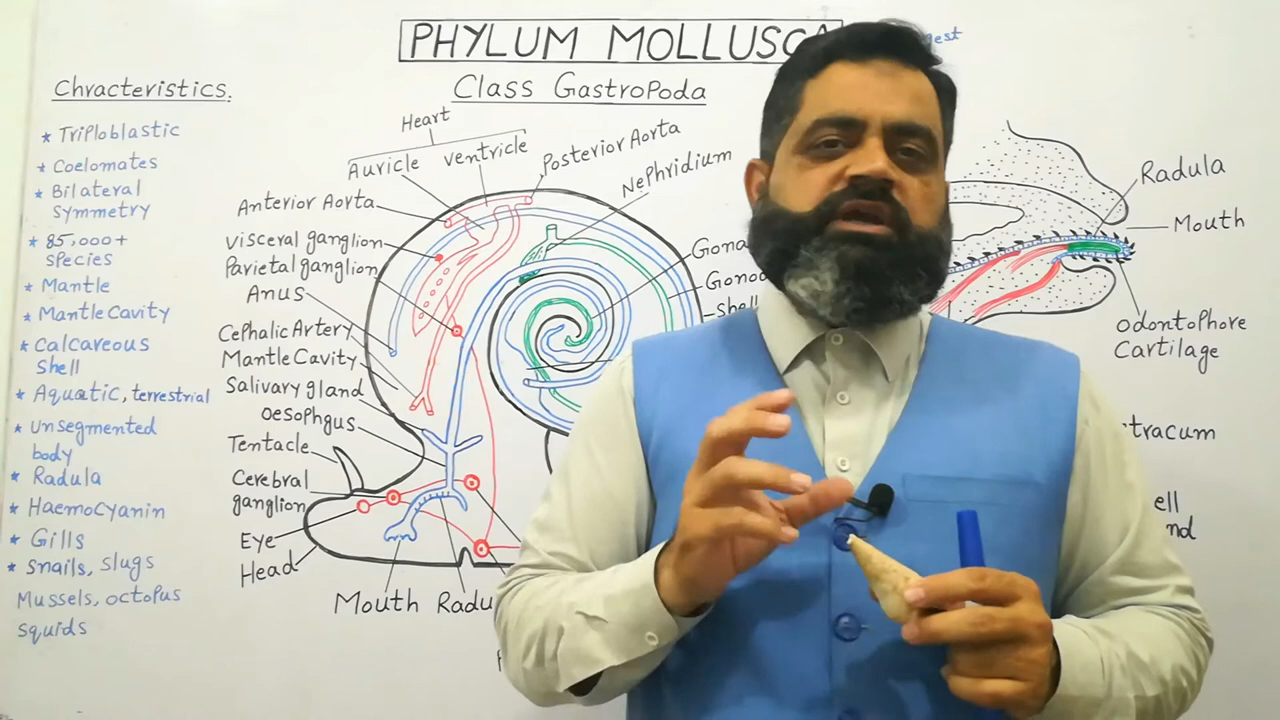 PHYLUM MOLLUSCA
Class GastroPoda
Chracteristics.
* Triploblastic
* Coelomates
* Bilateral
symmetry
* 85,000+
species
* Mantle
* Mantle Cavity
* Calcareous
shell
* Aquatic, terrestrial
* unsegmented
body
* Radula
* Haemocyanin
* Gills
* snails, slugs
Mussels, octopus
squids
Heart
Auricle
ventricle
Posterior Aorta
Nephridium
Anterior Aorta
visceral ganglion
Parietal ganglion
Anus
Cephalic Artery
Mantle Cavity
Salivary gland
Oesophgus
Tentacle
Cerebral
ganglion
Eye
Head
Mouth
Shell
Radula
Mouth
Odontophore
Cartilage